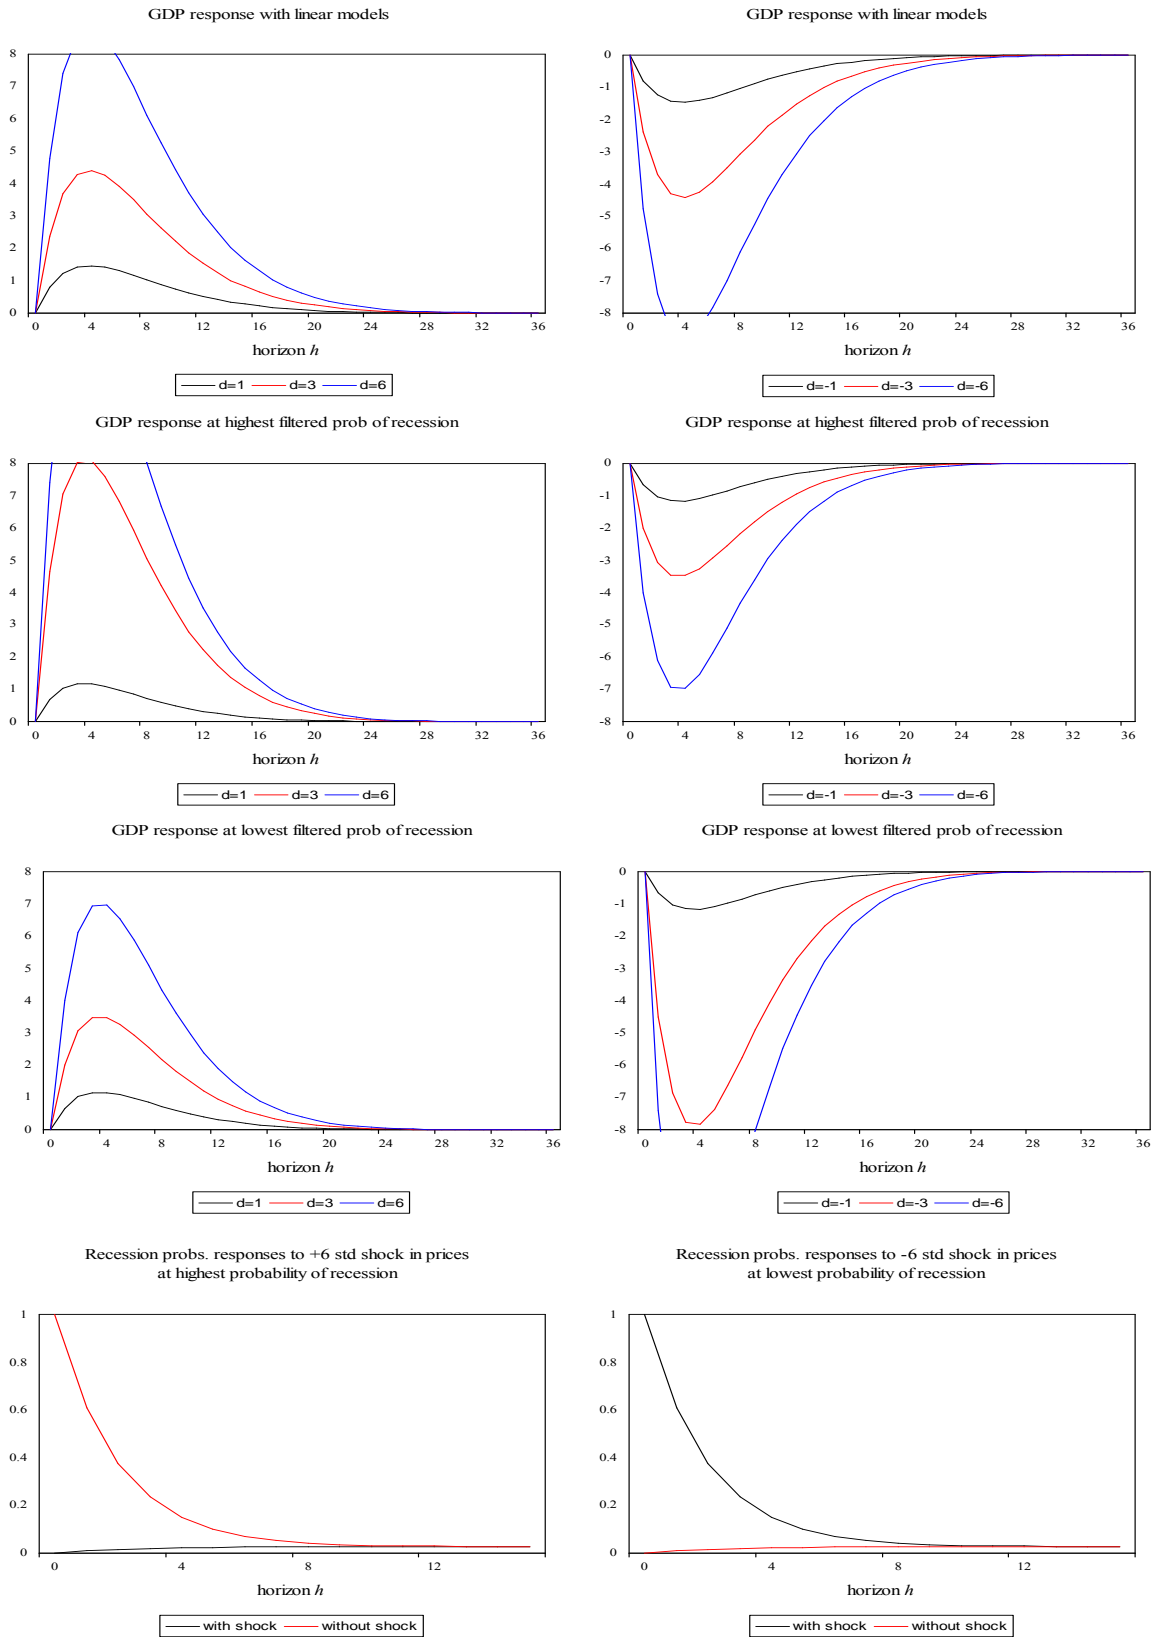 GDP response with linear models
8
7
6
5
4
3
2
1
0
0 4 8 12 16 20 24 28 32 36
horizon h
d=1 d=3 d=6
GDP response with linear models
0
-1
-2
-3
-4
-5
-6
-7
-8
0 4 8 12 16 20 24 28 32 36
horizon h
d=-1 d=-3 d=-6
GDP response at highest filtered prob of recession
8
7
6
5
4
3
2
1
0
0 4 8 12 16 20 24 28 32 36
horizon h
d=1 d=3 d=6
GDP response at highest filtered prob of recession
0
-1
-2
-3
-4
-5
-6
-7
-8
0 4 8 12 16 20 24 28 32 36
horizon h
d=-1 d=-3 d=-6
GDP response at lowest filtered prob of recession
8
7
6
5
4
3
2
1
0
0 4 8 12 16 20 24 28 32 36
horizon h
d=1 d=3 d=6
GDP response at lowest filtered prob of recession
0
-1
-2
-3
-4
-5
-6
-7
-8
0 4 8 12 16 20 24 28 32 36
horizon h
d=-1 d=-3 d=-6
Recession probs. responses to +6 std shock in prices
at highest probability of recession
1
0.8
0.6
0.4
0.2
0
0 4 8 12
horizon h
with shock without shock
Recession probs. responses to -6 std shock in prices
at lowest probability of recession
1
0.8
0.6
0.4
0.2
0
0 4 8 12
horizon h
with shock without shock